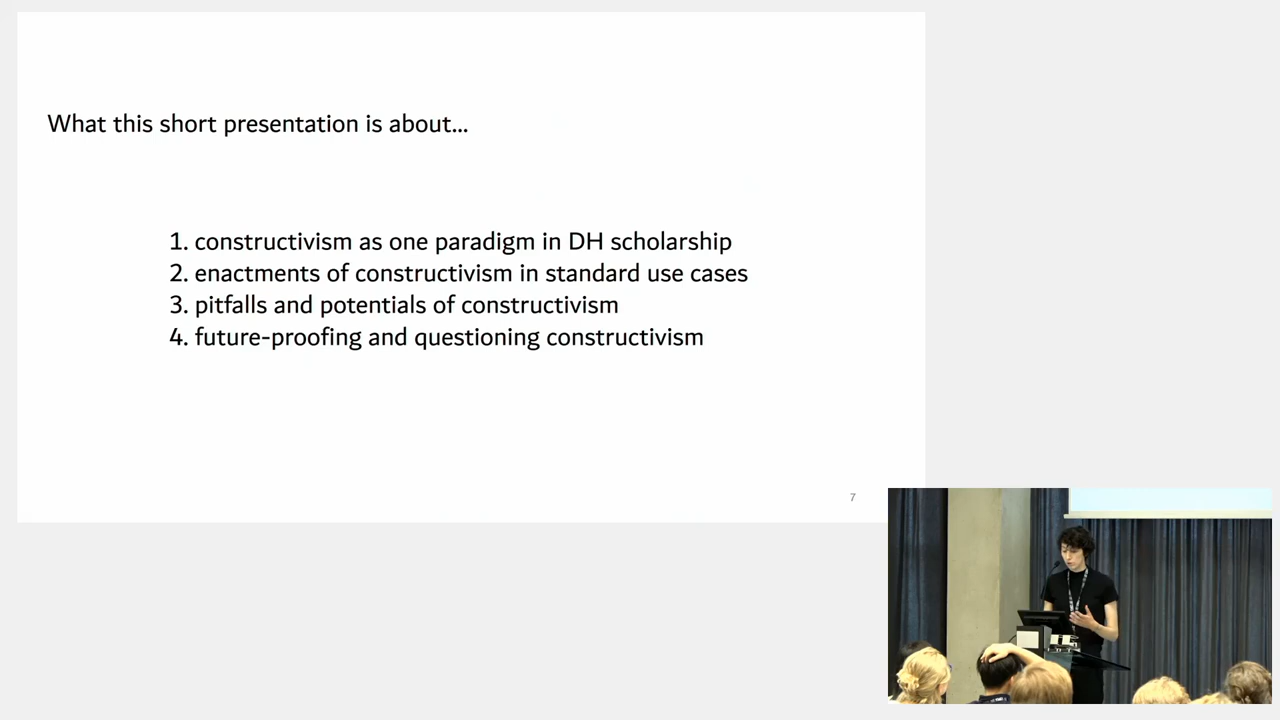 What this short presentation is about...
1. constructivism as one paradigm in DH scholarship
2. enactments of constructivism in standard use cases
3. pitfalls and potentials of constructivism
4. future-proofing and questioning constructivism
7